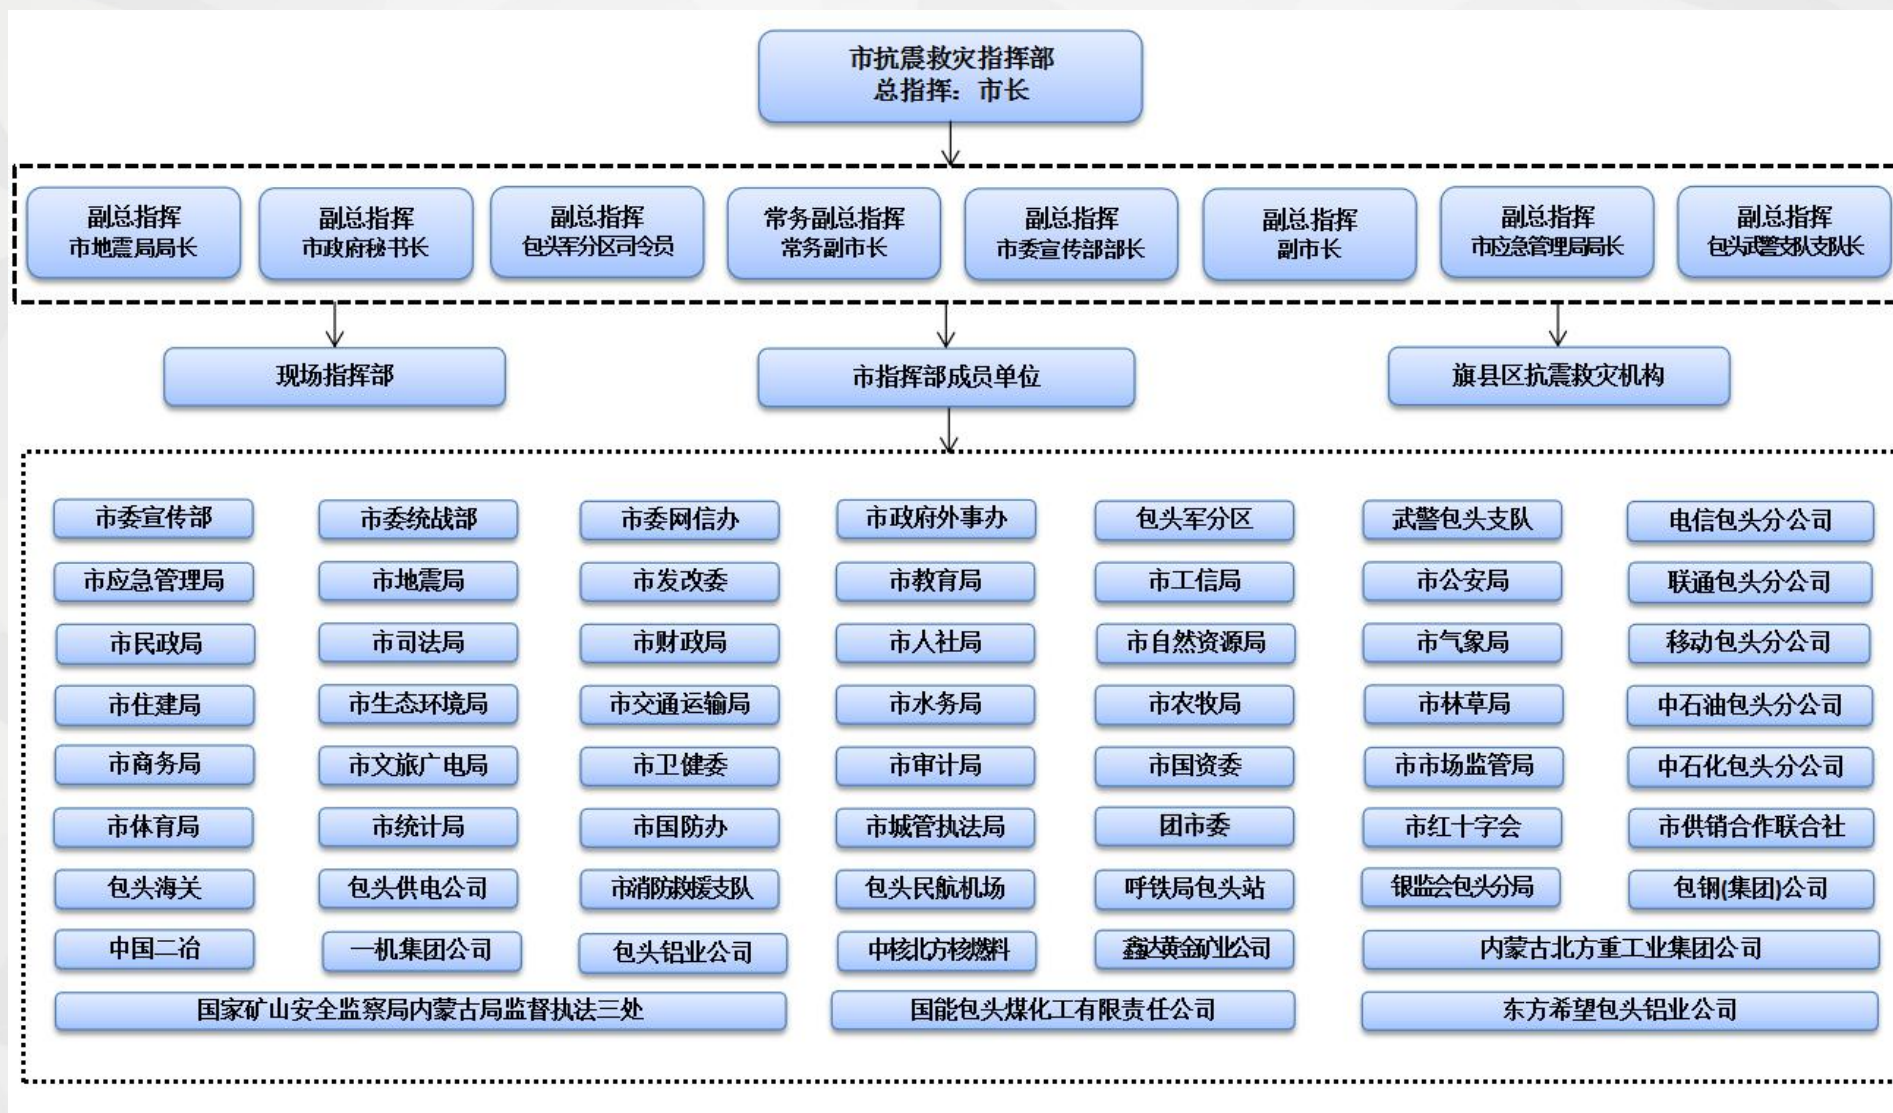 市抗震救灾指挥部
总指挥：市长
副总指挥
市地震局局长
副总指挥
市政府秘书长
副总指挥
包头军分区司令员
常务副总指挥
常务副市长
副总指挥
市委宣传部部长
副总指挥
副市长
副总指挥
市应急管理局局长
副总指挥
包头武警支队支队长
现场指挥部
市指挥部成员单位
旗县区抗震救灾机构
市委宣传部
市委统战部
市委网信办
市政府外事办
包头军分区
武警包头支队
电信包头分公司
市应急管理局
市地震局
市发改委
市教育局
市工信局
市公安局
联通包头分公司
市民政局
市司法局
市财政局
市人社局
市自然资源局
市气象局
移动包头分公司
市住建局
市生态环境局
市交通运输局
市水务局
市农牧局
市林草局
中石油包头分公司
市商务局
市文旅广电局
市卫健委
市审计局
市国资委
市市场监管局
中石化包头分公司
市体育局
市统计局
市国防办
市城管执法局
团市委
市红十字会
市供销合作联合社
包头海关
包头供电公司
市消防救援支队
包头民航机场
呼铁局包头站
银监会包头分局
包钢(集团)公司
中国二冶
一机集团公司
包头铝业公司
中核北方核燃料
鑫达黄金矿业公司
内蒙古北方重工业集团公司
国家矿山安全监察局内蒙古局监督执法三处
国能包头煤化工有限责任公司
东方希望包头铝业公司